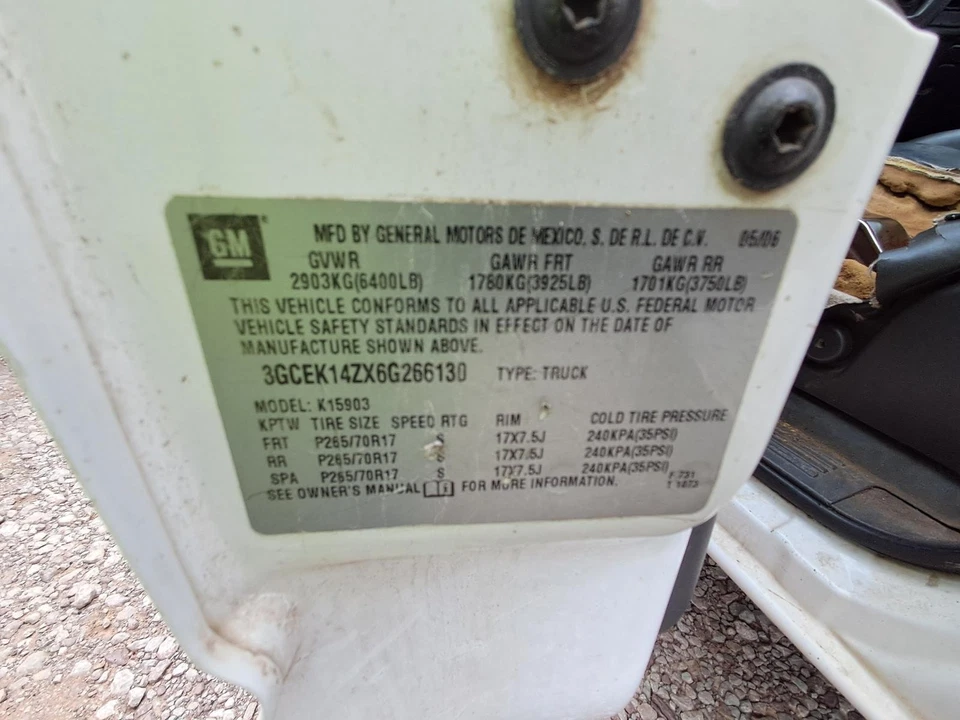 GM MFD BY GENERAL MOTORS DE MEXICO, S. DE R.L. DE C.V. 05/06
GVWR GAWR FRT GAWR RR
2903KG(6400LB) 1780KG(3925LB) 1701KG(3750LB)
THIS VEHICLE CONFORMS TO ALL APPLICABLE U.S. FEDERAL MOTOR
VEHICLE SAFETY STANDARDS IN EFFECT ON THE DATE OF
MANUFACTURE SHOWN ABOVE.
3GCEK14ZX6G266130 TYPE: TRUCK
MODEL: K15903
KPTW TIRE SIZE SPEED RTG RIM COLD TIRE PRESSURE
FRT P265/70R17 S 17X7.5J 240KPA(35PSI)
RR P265/70R17 S 17X7.5J 240KPA(35PSI)
SPA P265/70R17 S 17X7.5J 240KPA(35PSI)
SEE OWNER'S MANUAL FOR MORE INFORMATION.
F 731
T 1073